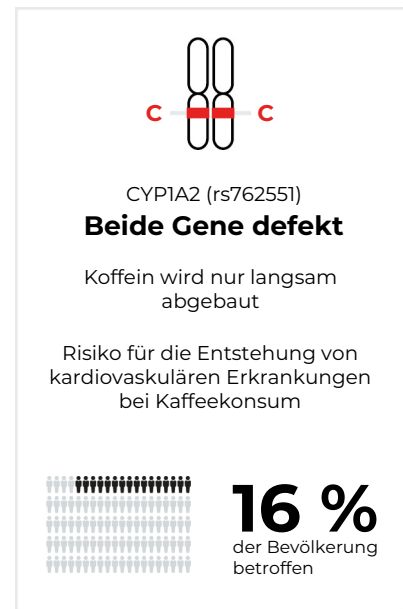 C C
CYP1A2 (rs762551)
Beide Gene defekt
Koffein wird nur langsam
abgebaut
Risiko für die Entstehung von
kardiovaskulären Erkrankungen
bei Kaffeekonsum
16 %
der Bevölkerung
betroffen